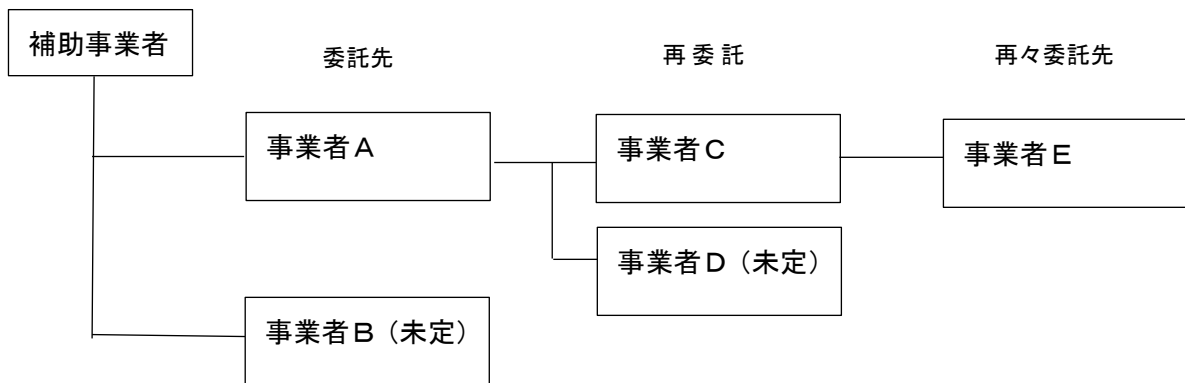 補助事業者
委託先
再委託
再々委託先
事業者A
事業者C
事業者E
事業者D（未定）
事業者B（未定）